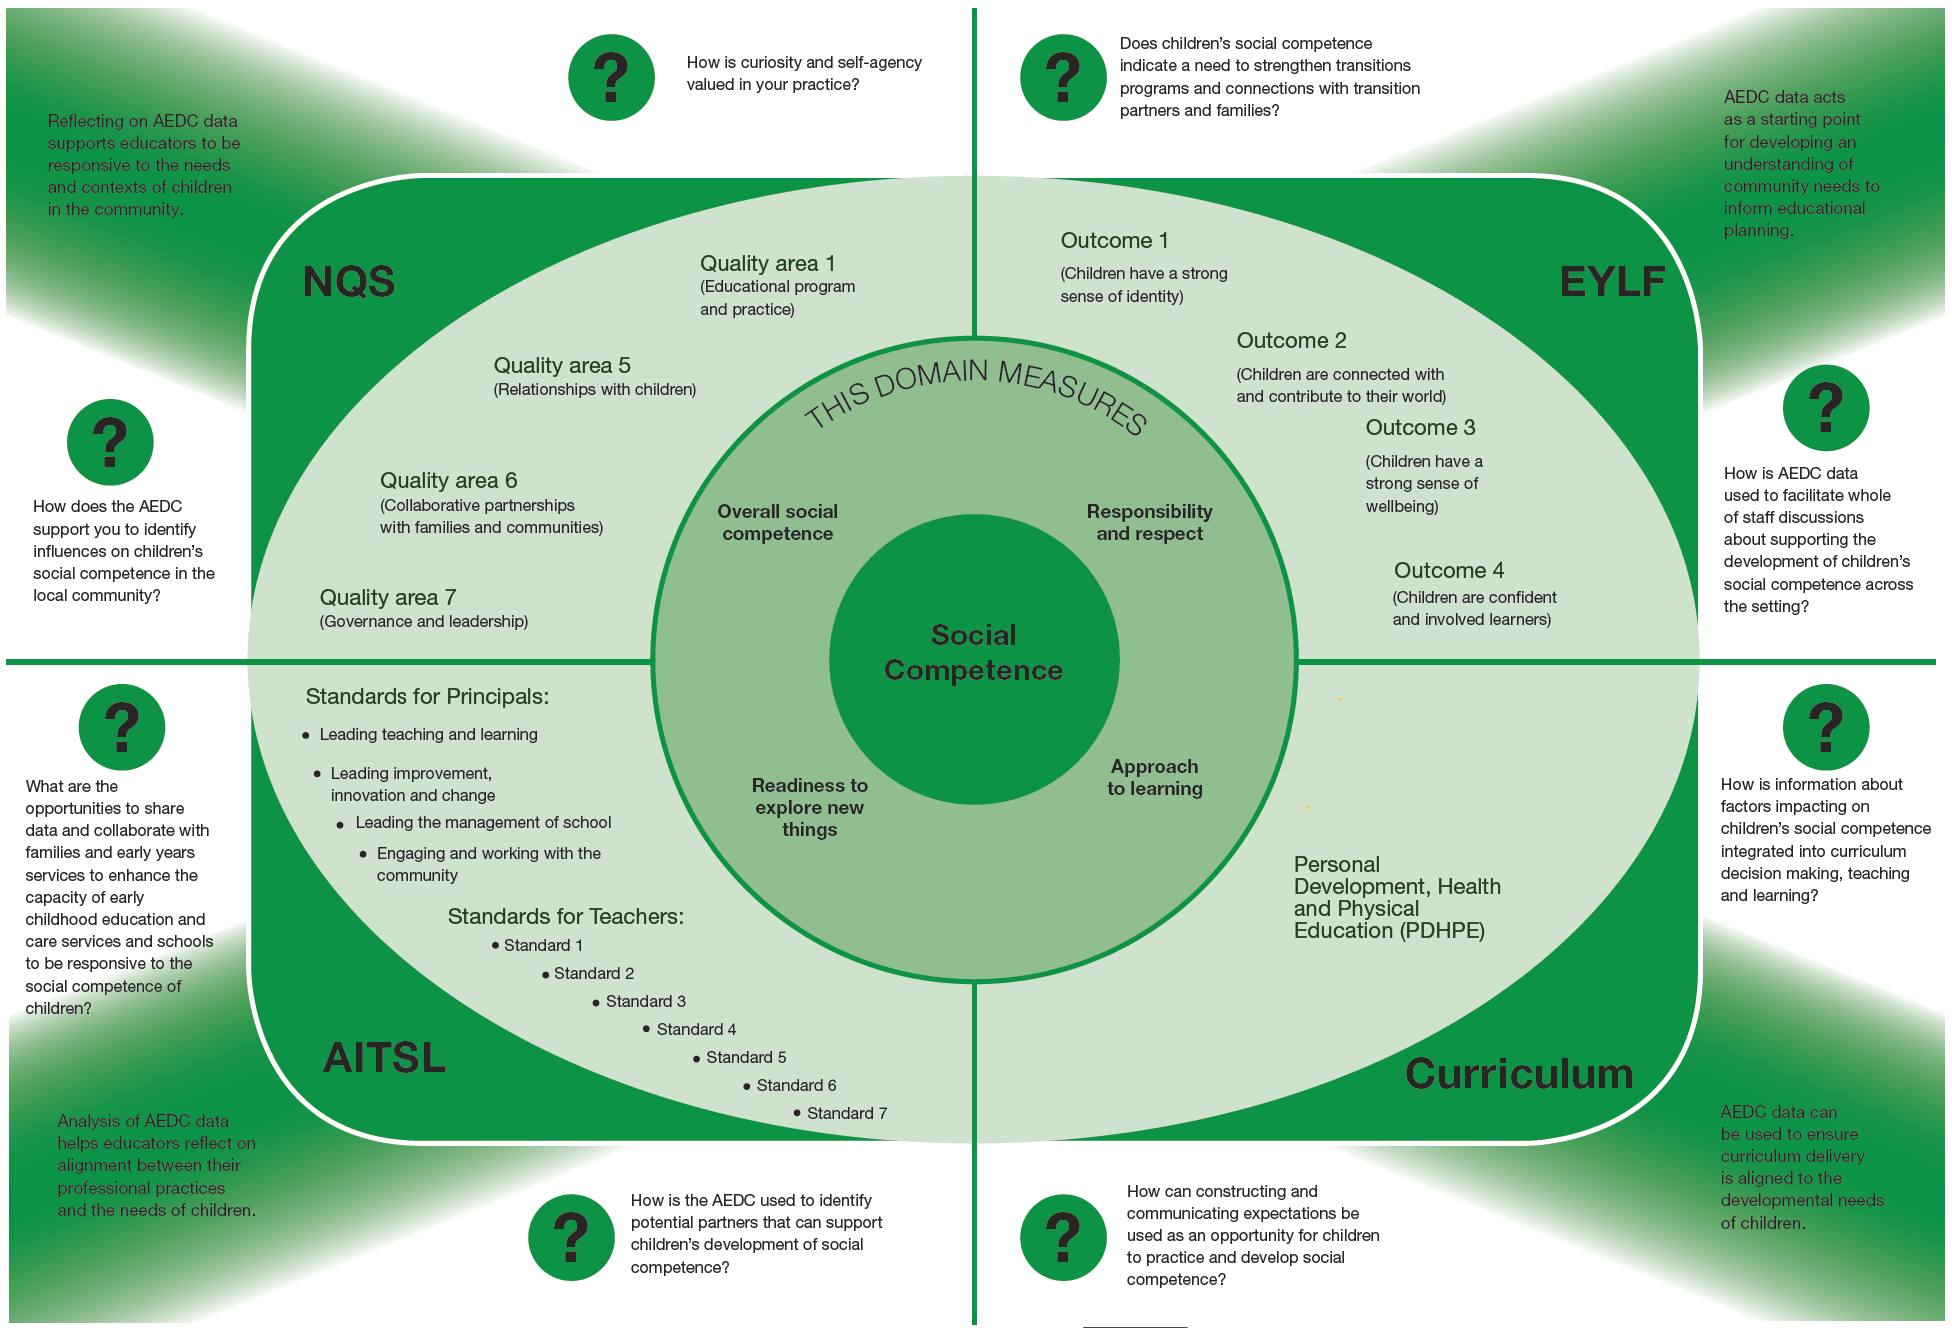 How is curiosity and self-agency
valued in your practice?
Does children's social competence
indicate a need to strengthen transitions
programs and connections with transition
partners and families?
Reflecting on AEDC data
supports educators to be
responsive to the needs
and contexts of children
in the community.
AEDC data acts
as a starting point
for developing an
understanding of
community needs to
inform educational
planning.
NQS
Quality area 1
(Educational program
and practice)
Quality area 5
(Relationships with children)
Quality area 6
(Collaborative partnerships
with families and communities)
Quality area 7
(Governance and leadership)
EYLF
Outcome 1
(Children have a strong
sense of identity)
Outcome 2
(Children are connected with
and contribute to their world)
Outcome 3
(Children have a
strong sense of
wellbeing)
Outcome 4
(Children are confident
and involved learners)
?
?
?
How does the AEDC
support you to identify
influences on children's
social competence in the
local community?
?
How is AEDC data
used to facilitate whole
of staff discussions
about supporting the
development of children's
social competence across
the setting?
THIS DOMAIN MEASURES
Overall social
competence
Responsibility
and respect
Social
Competence
Readiness to
explore new
things
Approach
to learning
?
What are the
opportunities to share
data and collaborate with
families and early years
services to enhance the
capacity of early
childhood education and
care services and schools
to be responsive to the
social competence of
children?
Standards for Principals:
• Leading teaching and learning
• Leading improvement,
innovation and change
• Leading the management of school
• Engaging and working with the
community
Standards for Teachers:
• Standard 1
• Standard 2
• Standard 3
• Standard 4
• Standard 5
• Standard 6
• Standard 7
AITSL
Personal
Development, Health
and Physical
Education (PDHPE)
Curriculum
?
How is information about
factors impacting on
children's social competence
integrated into curriculum
decision making, teaching
and learning?
Analysis of AEDC data
helps educators reflect on
alignment between their
professional practices
and the needs of children.
?
How is the AEDC used to identify
potential partners that can support
children's development of social
competence?
?
How can constructing and
communicating expectations be
used as an opportunity for children
to practice and develop social
competence?
AEDC data can
be used to ensure
curriculum delivery
is aligned to the
developmental needs
of children.